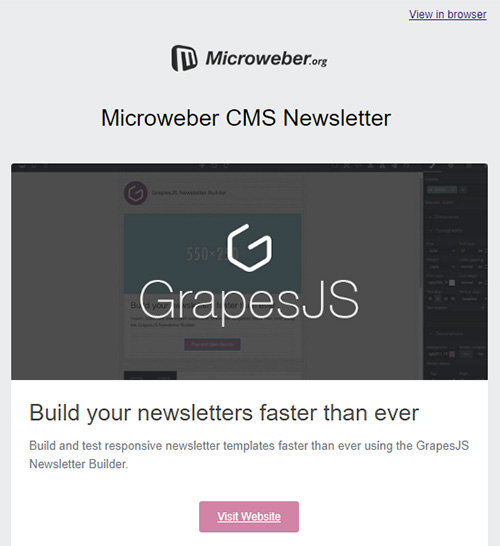 View in browser
Microweber.org
Microweber CMS Newsletter
GrapesJS Newsletter Builder
550×2
GrapesJS
Build your newsletters faster than ever
Build and test responsive newsletter templates faster than ever using the GrapesJS
Newsletter Builder.
Visit Website